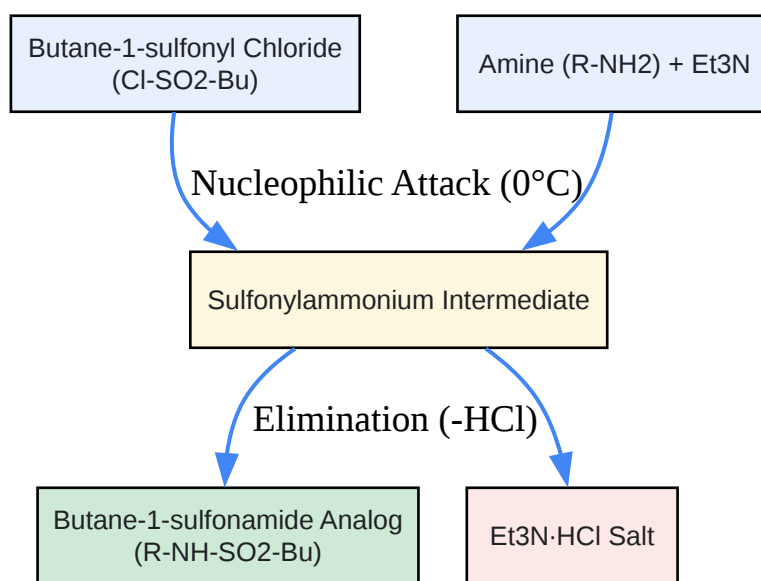 Butane-1-sulfonyl Chloride
(Cl-SO2-Bu)
Amine (R-NH2) + Et3N
Nucleophilic Attack (0°C)
Sulfonylammonium Intermediate
Elimination (-HCl)
Butane-1-sulfonamide Analog
(R-NH-SO2-Bu)
Et3N·HCl Salt